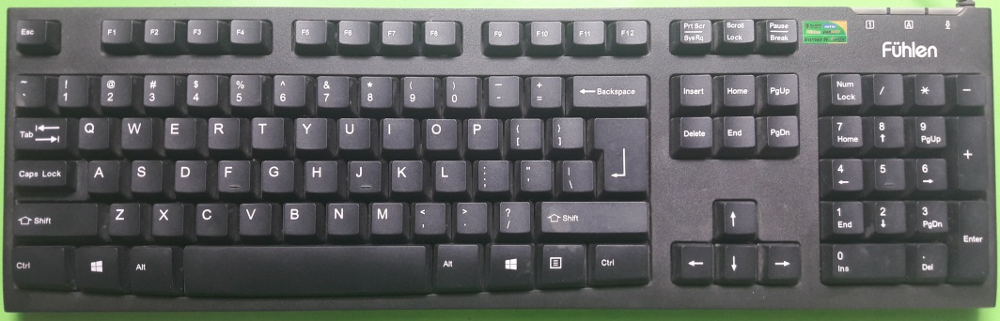 Esc F1 F2 F3 F4 F5 F6 F7 F8 F9 F10 F11 F12 Prt Scr Scroll Pause
SysRq Lock Break
1 A
Fühlen
~ ! @ # $ % ^ & * ( ) — + Num
` 1 2 3 4 5 6 7 8 9 0 - = ←Backspace Insert Home PgUp Lock / * −
Tab Q W E R T Y U I O P { } Delete End PgDn 7 8 9
[ ] Home ↑ PgUp
+
Caps Lock A S D F G H J K L : " | 4 5 6
; ' \ ← →
Shift Z X C V B N M < > ? Shift ↑ 1 2 3
, . / End ↓ PgDn
Enter
Ctrl Alt Alt Ctrl ← ↓ → 0 .
Ins Del